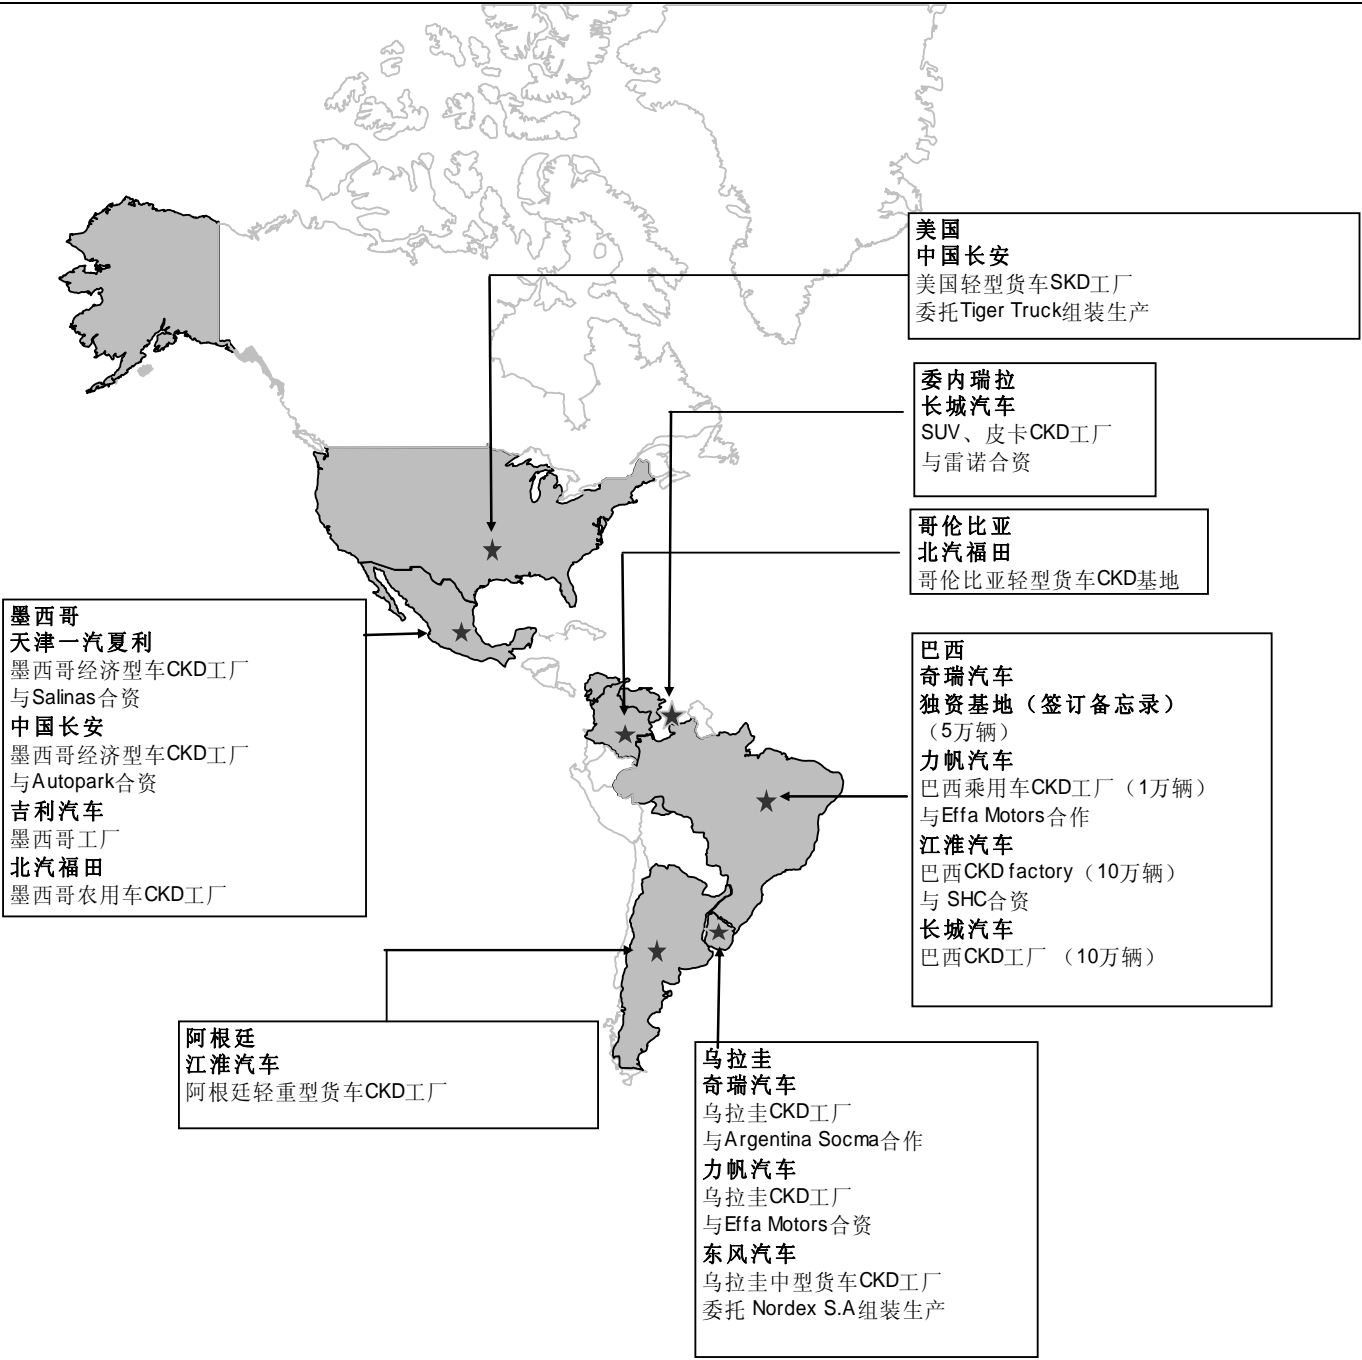 美国
中国长安
美国轻型货车SKD工厂
委托Tiger Truck组装生产
委内瑞拉
长城汽车
SUV、皮卡CKD工厂
与雷诺合资
哥伦比亚
北汽福田
哥伦比亚轻型货车CKD基地
墨西哥
天津一汽夏利
墨西哥经济型车CKD工厂
与Salinas合资
中国长安
墨西哥经济型车CKD工厂
与Autopark合资
吉利汽车
墨西哥工厂
北汽福田
墨西哥农用车CKD工厂
巴西
奇瑞汽车
独资基地（签订备忘录）
（5万辆）
力帆汽车
巴西乘用车CKD工厂（1万辆）
与Effa Motors合作
江淮汽车
巴西CKD factory（10万辆）
与 SHC合资
长城汽车
巴西CKD工厂 （10万辆）
阿根廷
江淮汽车
阿根廷轻重型货车CKD工厂
乌拉圭
奇瑞汽车
乌拉圭CKD工厂
与Argentina Socma合作
力帆汽车
乌拉圭CKD工厂
与Effa Motors合资
东风汽车
乌拉圭中型货车CKD工厂
委托 Nordex S.A组装生产